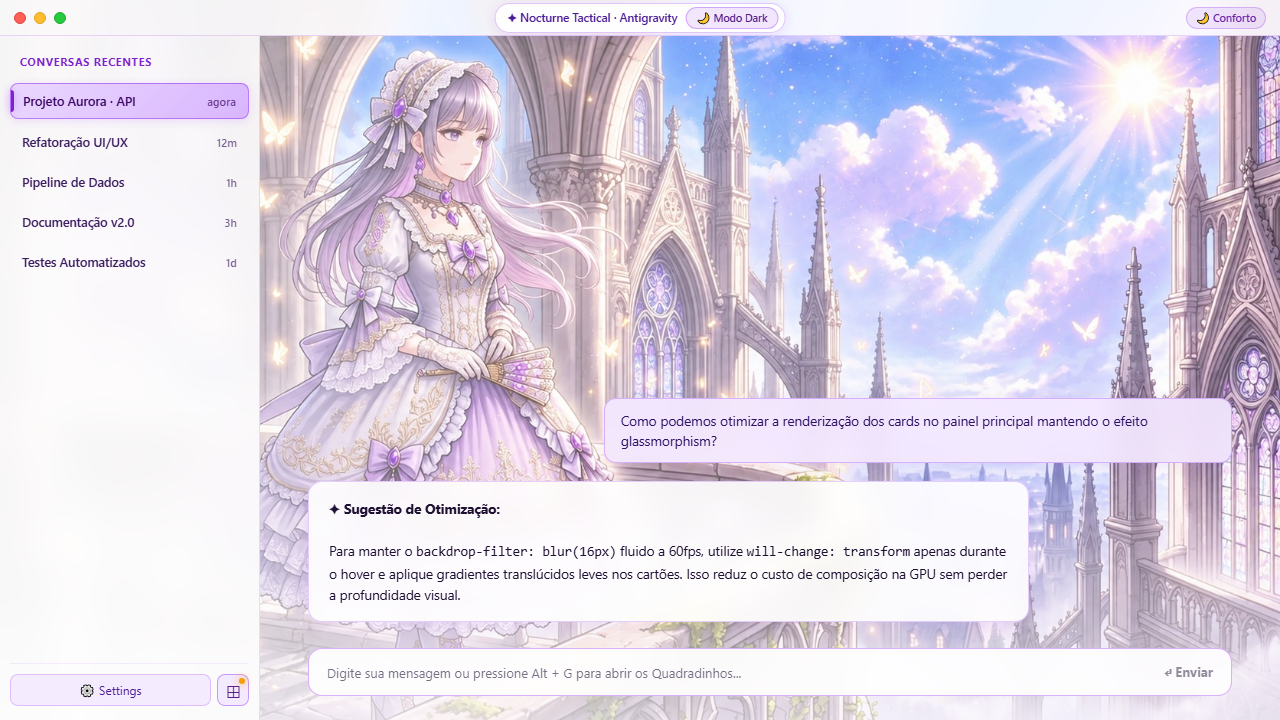 ✦ Nocturne Tactical · Antigravity
🌙 Modo Dark
🌙 Conforto
CONVERSAS RECENTES
Projeto Aurora · API agora
Refatoração UI/UX 12m
Pipeline de Dados 1h
Documentação v2.0 3h
Testes Automatizados 1d
Como podemos otimizar a renderização dos cards no painel principal mantendo o efeito
glassmorphism?
✦ Sugestão de Otimização:
Para manter o backdrop-filter: blur(16px) fluido a 60fps, utilize will-change: transform apenas durante
o hover e aplique gradientes translúcidos leves nos cartões. Isso reduz o custo de composição na GPU sem perder
a profundidade visual.
Digite sua mensagem ou pressione Alt + G para abrir os Quadradinhos...
↵ Enviar
⚙ Settings